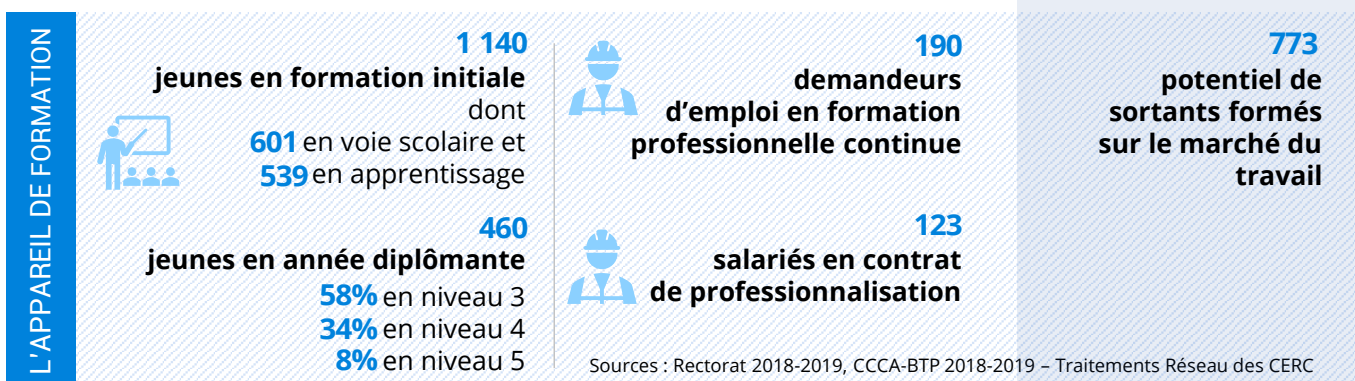 L'APPAREIL DE FORMATION
1 140
jeunes en formation initiale
dont
601 en voie scolaire et
539 en apprentissage
460
jeunes en année diplômante
58% en niveau 3
34% en niveau 4
8% en niveau 5
190
demandeurs
d'emploi en formation
professionnelle continue
123
salariés en contrat
de professionnalisation
773
potentiel de
sortants formés
sur le marché du
travail
Sources : Rectorat 2018-2019, CCCA-BTP 2018-2019 – Traitements Réseau des CERC